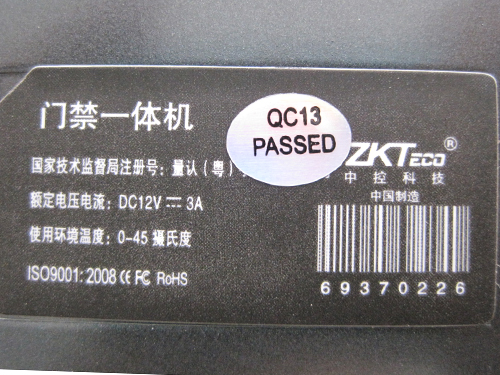 门禁一体机
QC13
PASSED
ZKTECO®
国家技术监督局注册号：量认（粤）
中控科技
中国制造
额定电压电流：DC12V⎓3A
使用环境温度：0-45 摄氏度
ISO9001: 2008 CE FC RoHS
69370226